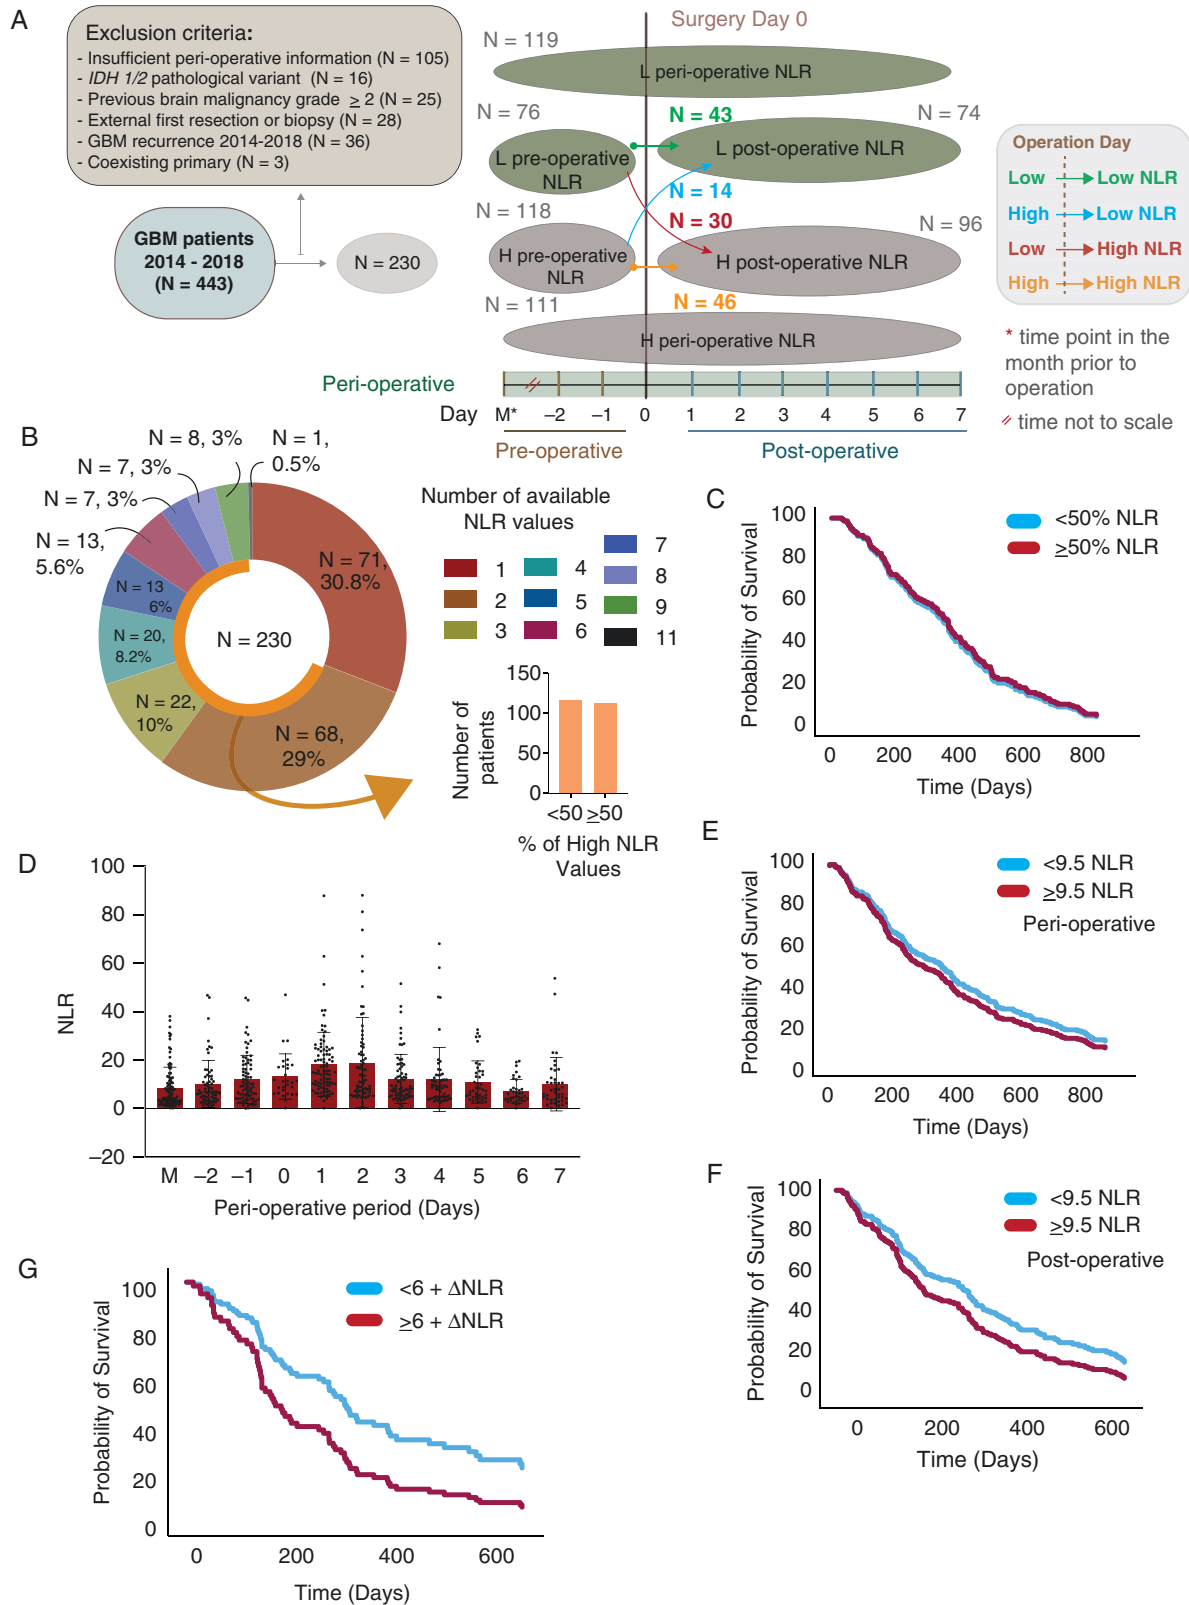 A
Exclusion criteria:
- Insufficient peri-operative information (N = 105)
- IDH 1/2 pathological variant (N = 16)
- Previous brain malignancy grade ≥ 2 (N = 25)
- External first resection or biopsy (N = 28)
- GBM recurrence 2014-2018 (N = 36)
- Coexisting primary (N = 3)
GBM patients
2014 - 2018
(N = 443)
N = 230
Surgery Day 0
N = 119
L peri-operative NLR
N = 76
N = 43
N = 74
L pre-operative
NLR
L post-operative NLR
N = 14
N = 118
N = 30
N = 96
H pre-operative
NLR
H post-operative NLR
N = 111
N = 46
H peri-operative NLR
Peri-operative
Day
M* –2 –1 0 1 2 3 4 5 6 7
Pre-operative
Post-operative
Operation Day
Low Low NLR
High Low NLR
Low High NLR
High High NLR
* time point in the
month prior to
operation
// time not to scale
B
N = 8, 3%
N = 1,
0.5%
N = 7, 3%
N = 7, 3%
N = 13,
5.6%
N = 13
6%
N = 20,
8.2%
N = 22,
10%
N = 68,
29%
N = 71,
30.8%
N = 230
Number of available
NLR values
1
2
3
4
5
6
7
8
9
11
Number of
patients
150
100
50
0
<50 ≥50
% of High NLR
Values
C
<50% NLR
≥50% NLR
Probability of Survival
100
80
60
40
20
0
0 200 400 600 800
Time (Days)
D
NLR
100
80
60
40
20
0
–20
M –2 –1 0 1 2 3 4 5 6 7
Peri-operative period (Days)
E
<9.5 NLR
≥9.5 NLR
Peri-operative
Probability of Survival
100
80
60
40
20
0
0 200 400 600 800
Time (Days)
F
<9.5 NLR
≥9.5 NLR
Post-operative
Probability of Survival
100
80
60
40
20
0
0 200 400 600
Time (Days)
G
<6 + ΔNLR
≥6 + ΔNLR
Probability of Survival
100
80
60
40
20
0
0 200 400 600
Time (Days)